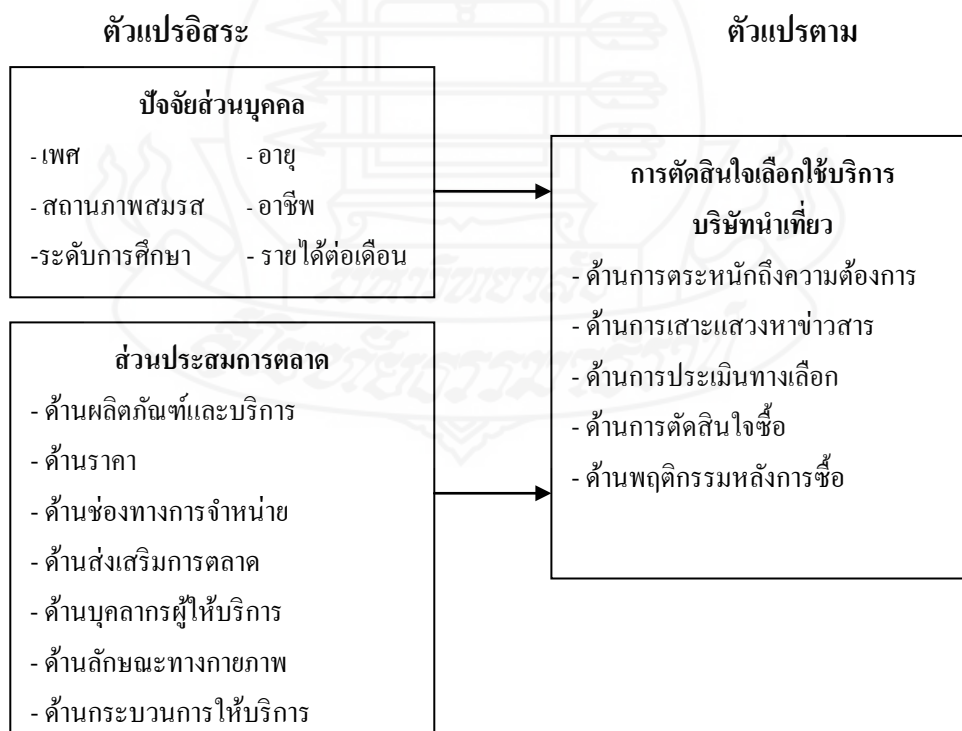 ตัวแปรอิสระ
ตัวแปรตาม
ปัจจัยส่วนบุคคล
- เพศ - อายุ
- สถานภาพสมรส - อาชีพ
-ระดับการศึกษา - รายได้ต่อเดือน
ส่วนประสมการตลาด
- ด้านผลิตภัณฑ์และบริการ
- ด้านราคา
- ด้านช่องทางการจำหน่าย
- ด้านส่งเสริมการตลาด
- ด้านบุคลากรผู้ให้บริการ
- ด้านลักษณะทางกายภาพ
- ด้านกระบวนการให้บริการ
การตัดสินใจเลือกใช้บริการ
บริษัทนำเที่ยว
- ด้านการตระหนักถึงความต้องการ
- ด้านการเสาะแสวงหาข่าวสาร
- ด้านการประเมินทางเลือก
- ด้านการตัดสินใจซื้อ
- ด้านพฤติกรรมหลังการซื้อ